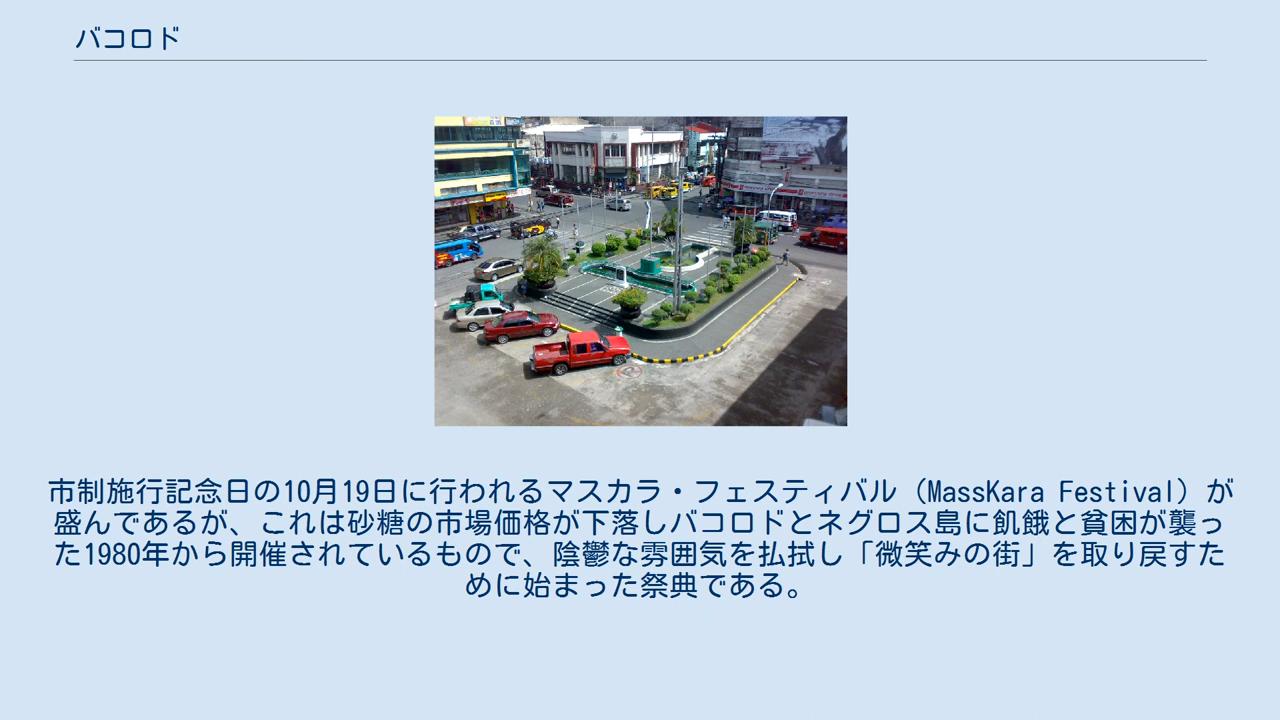 バコロド
市制施行記念日の10月19日に行われるマスカラ・フェスティバル（MassKara Festival）が
盛んであるが、これは砂糖の市場価格が下落しバコロドとネグロス島に飢餓と貧困が襲っ
た1980年から開催されているもので、陰鬱な雰囲気を払拭し「微笑みの街」を取り戻すた
めに始まった祭典である。